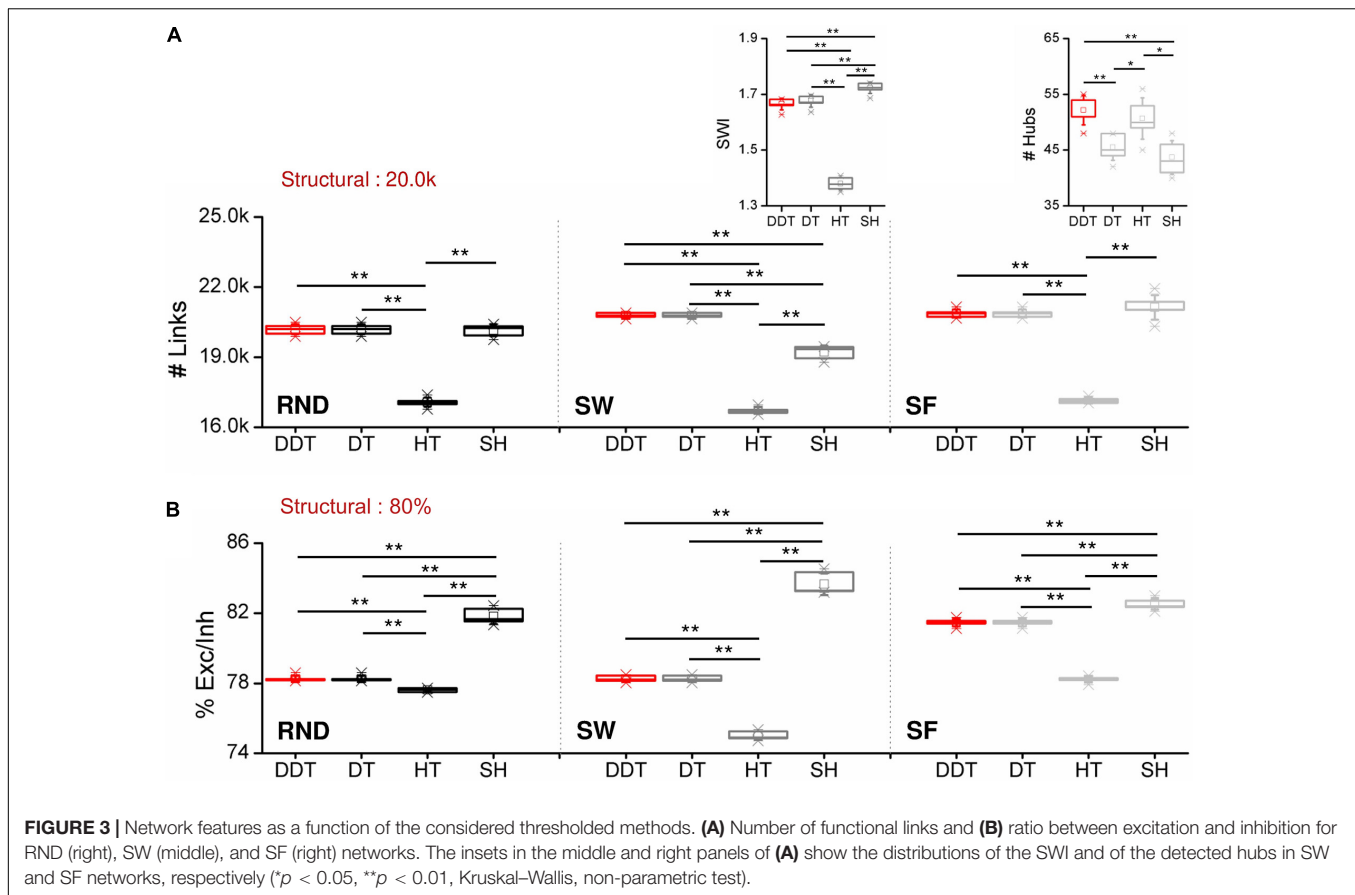 A
1.9
**
**
**
**
**
1.7
SWI
1.5
1.3
DDT DT HT SH
65
**
*
**
*
55
# Hubs
45
35
DDT DT HT SH
Structural : 20.0k
25.0k
22.0k
19.0k
16.0k
# Links
**
**
**
RND
DDT DT HT SH
**
**
**
**
**
SW
DDT DT HT SH
**
**
**
SF
DDT DT HT SH
B
Structural : 80%
86
82
78
74
% Exc/Inh
**
**
**
**
**
RND
DDT DT HT SH
**
**
**
**
**
SW
DDT DT HT SH
**
**
**
**
**
SF
DDT DT HT SH
FIGURE 3 | Network features as a function of the considered thresholded methods. (A) Number of functional links and (B) ratio between excitation and inhibition for
RND (right), SW (middle), and SF (right) networks. The insets in the middle and right panels of (A) show the distributions of the SWI and of the detected hubs in SW
and SF networks, respectively (*p < 0.05, **p < 0.01, Kruskal–Wallis, non-parametric test).